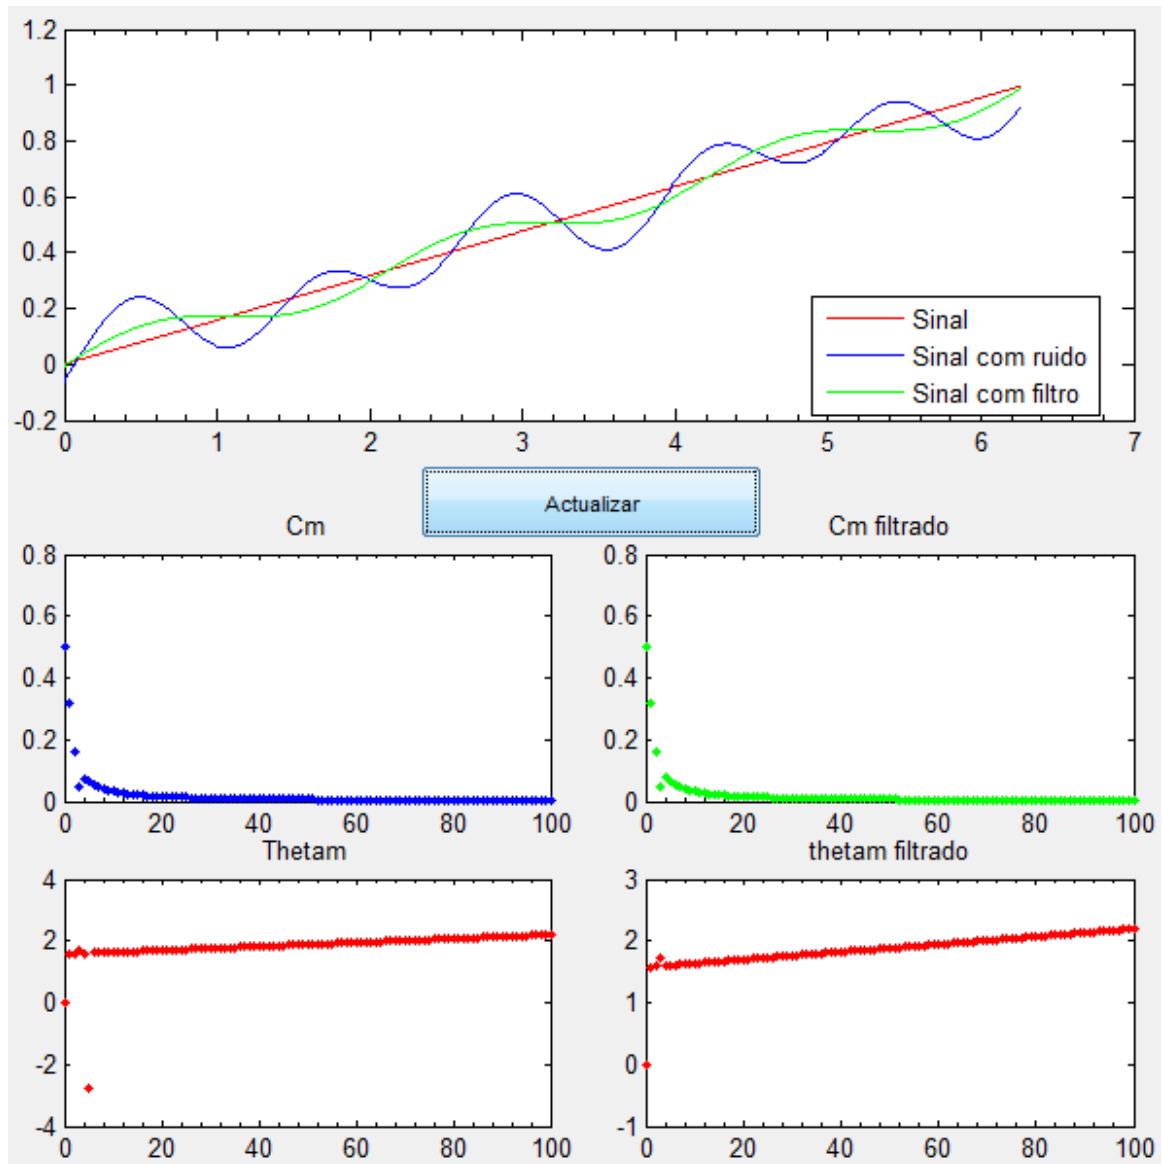 1.2
1
0.8
0.6
0.4
0.2
0
-0.2
0 1 2 3 4 5 6 7
Sinal
Sinal com ruido
Sinal com filtro
Actualizar
Cm
0.8
0.6
0.4
0.2
0
0 20 40 60 80 100
Cm filtrado
0.8
0.6
0.4
0.2
0
0 20 40 60 80 100
Thetam
4
2
0
-2
-4
0 20 40 60 80 100
thetam filtrado
3
2
1
0
-1
0 20 40 60 80 100